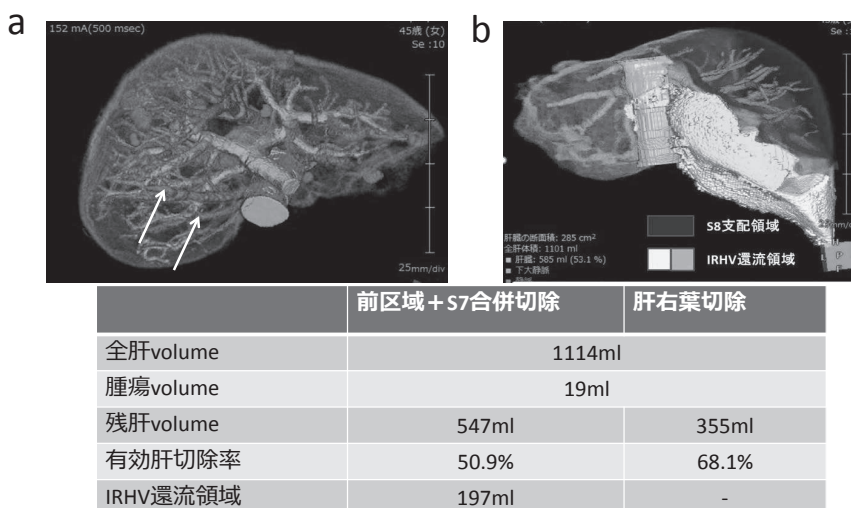 a
152 mA(500 msec)
45歳 (女)
Se :10
25mm/div
b
Se :
肝臓の断面積: 285 cm²
全肝体積: 1101 ml
■ 肝臓: 585 ml (53.1 %)
■ 下大静脈
S8支配領域
IRHV還流領域
前区域＋S7合併切除 肝右葉切除
全肝volume 1114ml
腫瘍volume 19ml
残肝volume 547ml 355ml
有効肝切除率 50.9% 68.1%
IRHV還流領域 197ml -